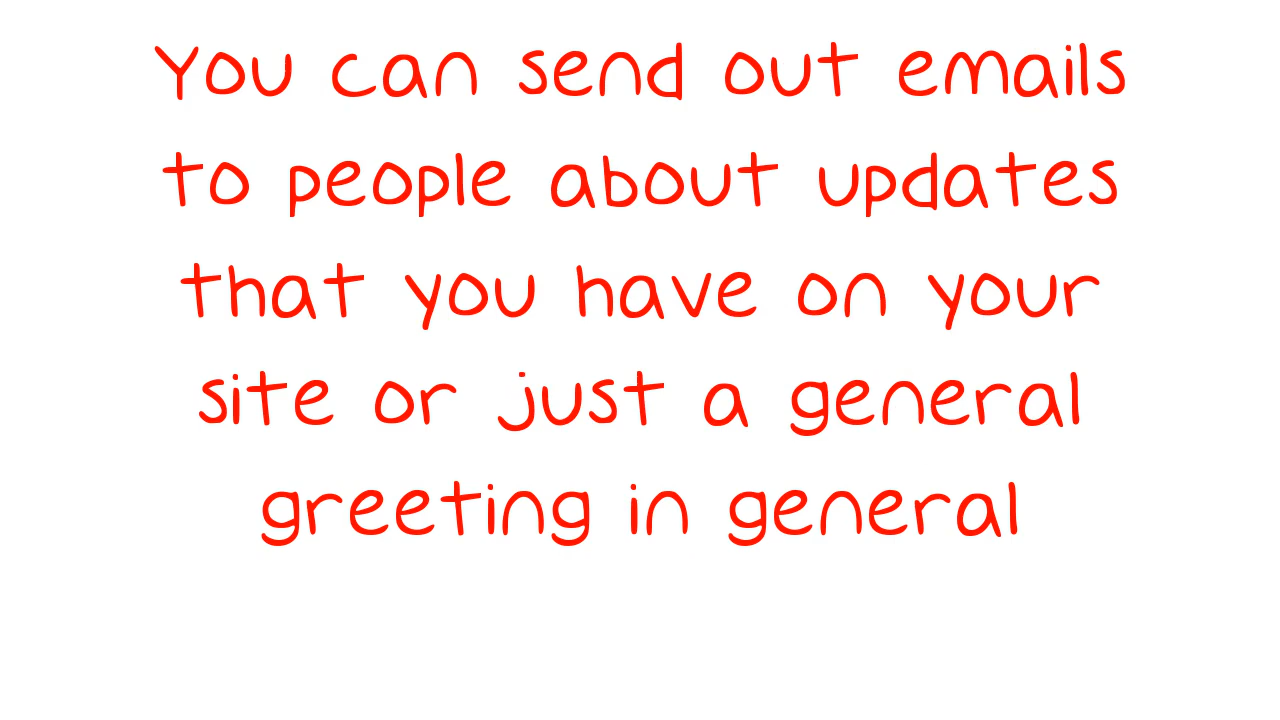 You can send out emails
to people about updates
that you have on your
site or just a general
greeting in general